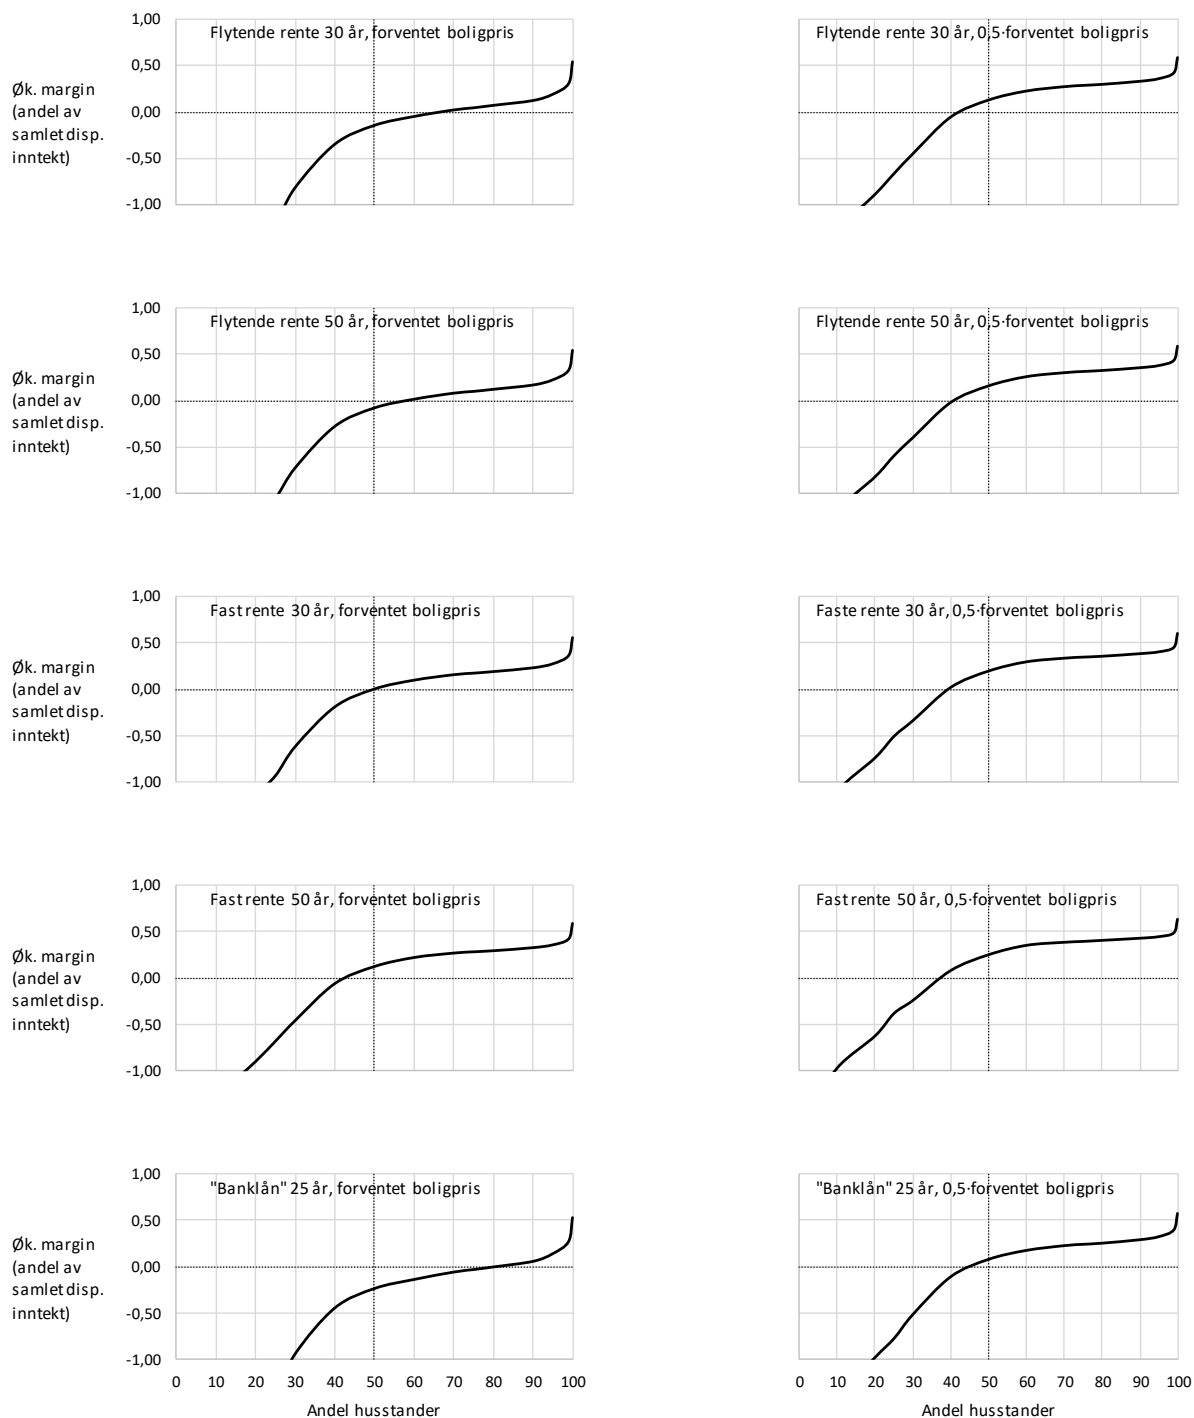 Flytende rente 30 år, forventet boligpris
Øk. margin
(andel av
samlet disp.
inntekt)
1,00
0,50
0,00
-0,50
-1,00
Flytende rente 30 år, 0,5·forventet boligpris
Flytende rente 50 år, forventet boligpris
Øk. margin
(andel av
samlet disp.
inntekt)
1,00
0,50
0,00
-0,50
-1,00
Flytende rente 50 år, 0,5·forventet boligpris
Fast rente 30 år, forventet boligpris
Øk. margin
(andel av
samlet disp.
inntekt)
1,00
0,50
0,00
-0,50
-1,00
Faste rente 30 år, 0,5·forventet boligpris
Fast rente 50 år, forventet boligpris
Øk. margin
(andel av
samlet disp.
inntekt)
1,00
0,50
0,00
-0,50
-1,00
Fast rente 50 år, 0,5·forventet boligpris
"Banklån" 25 år, forventet boligpris
Øk. margin
(andel av
samlet disp.
inntekt)
1,00
0,50
0,00
-0,50
-1,00
0 10 20 30 40 50 60 70 80 90 100
Andel husstander
"Banklån" 25 år, 0,5·forventet boligpris
0 10 20 30 40 50 60 70 80 90 100
Andel husstander